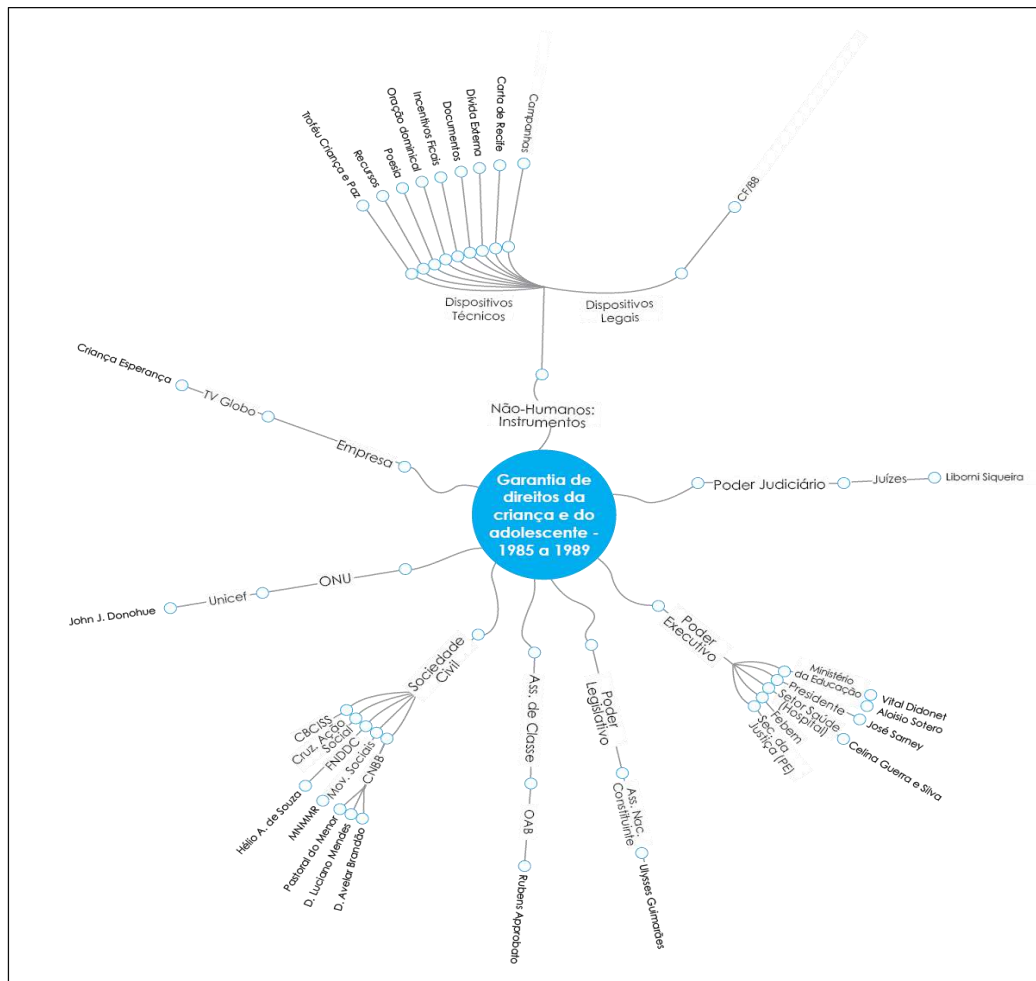 Troféu Criança e Paz
Recursos
Poesia
Oração dominical
Incentivos Ficais
Documentos
Dívida Externa
Carta de Recife
Campanhas
CF/88
Dispositivos
Técnicos
Dispositivos
Legais
Não-Humanos:
Instrumentos
Criança Esperança
TV Globo
Empresa
Garantia de
direitos da
criança e do
adolescente -
1985 a 1989
Poder Judiciário
Juízes
Liborni Siqueira
John J. Donohue
Unicef
ONU
Poder
Executivo
Ministério
da Educação
Vital Didonet
Aloisio Sotero
Presidente
José Sarney
Setor Saúde
(Hospital)
Celina Guerra e Silva
Febem
Sec. da
Justiça (PE)
Sociedade
Civil
CBCISS
Cruz. Ação
Social
FNDDC
Hélio A. de Souza
Mov. Sociais
MNMMR
CNBB
Pastoral do Menor
D. Luciano Mendes
D. Avelar Brandão
Ass. de Classe
OAB
Rubens Approbato
Poder
Legislativo
Ass. Nac.
Constituinte
Ulysses Guimarães